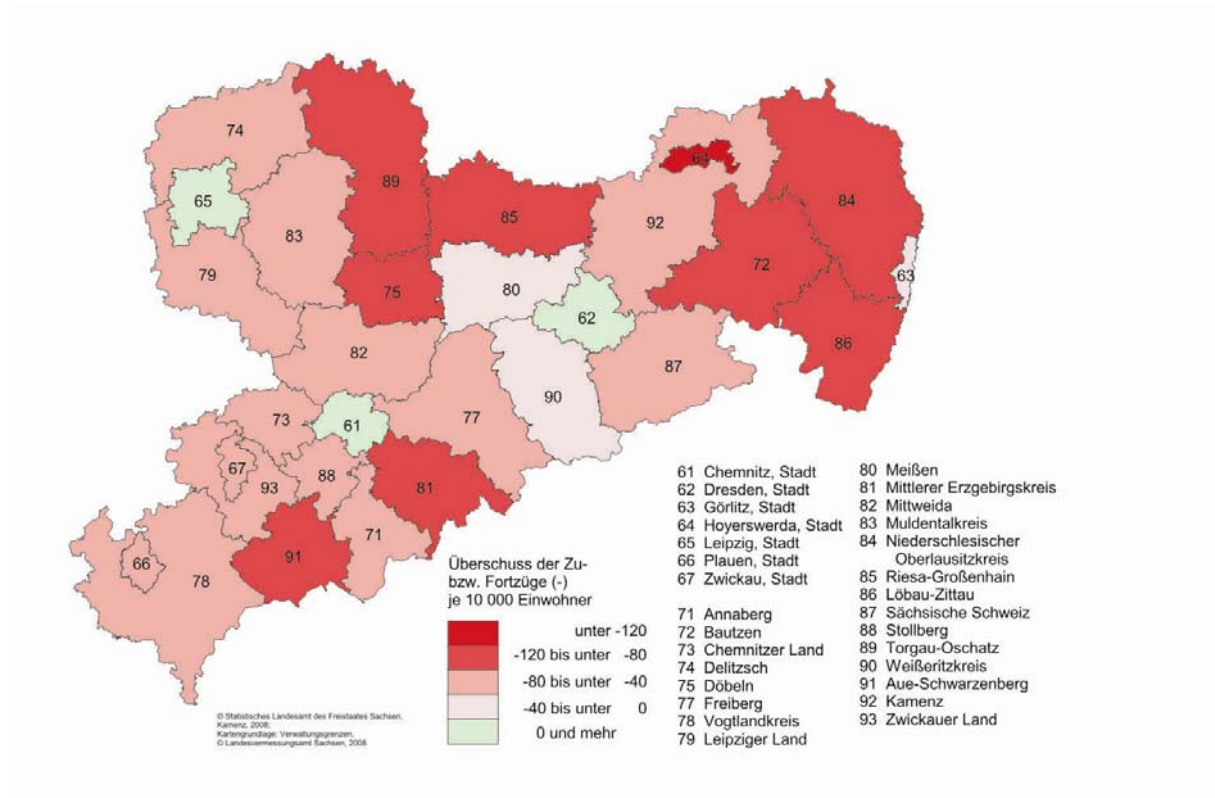 74
89
64
65
84
85
92
83
72
63
79
75
80
62
86
82
87
90
73
61
77
67
88
93
81
71
91
66
78
Überschuss der Zu-
bzw. Fortzüge (-)
je 10 000 Einwohner
unter -120
-120 bis unter -80
-80 bis unter -40
-40 bis unter 0
0 und mehr
61 Chemnitz, Stadt
62 Dresden, Stadt
63 Görlitz, Stadt
64 Hoyerswerda, Stadt
65 Leipzig, Stadt
66 Plauen, Stadt
67 Zwickau, Stadt
71 Annaberg
72 Bautzen
73 Chemnitzer Land
74 Delitzsch
75 Döbeln
77 Freiberg
78 Vogtlandkreis
79 Leipziger Land
80 Meißen
81 Mittlerer Erzgebirgskreis
82 Mittweida
83 Muldentalkreis
84 Niederschlesischer
Oberlausitzkreis
85 Riesa-Großenhain
86 Löbau-Zittau
87 Sächsische Schweiz
88 Stollberg
89 Torgau-Oschatz
90 Weißeritzkreis
91 Aue-Schwarzenberg
92 Kamenz
93 Zwickauer Land
© Statistisches Landesamt des Freistaates Sachsen,
Kamenz, 2008;
Kartengrundlage: Verwaltungsgrenzen,
© Landesvermessungsamt Sachsen, 2008